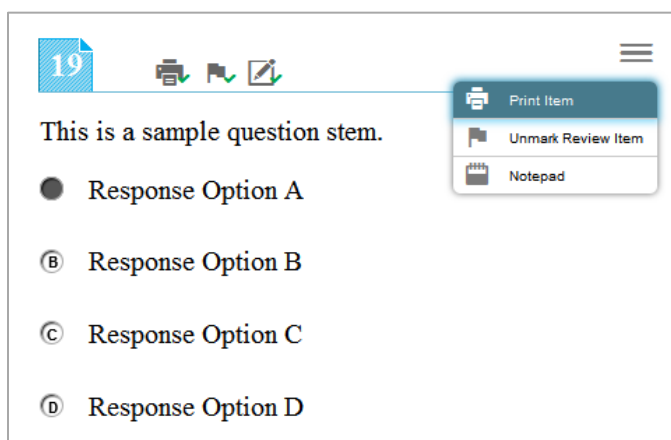 19
Print Item
Unmark Review Item
Notepad
This is a sample question stem.
Response Option A
B Response Option B
C Response Option C
D Response Option D